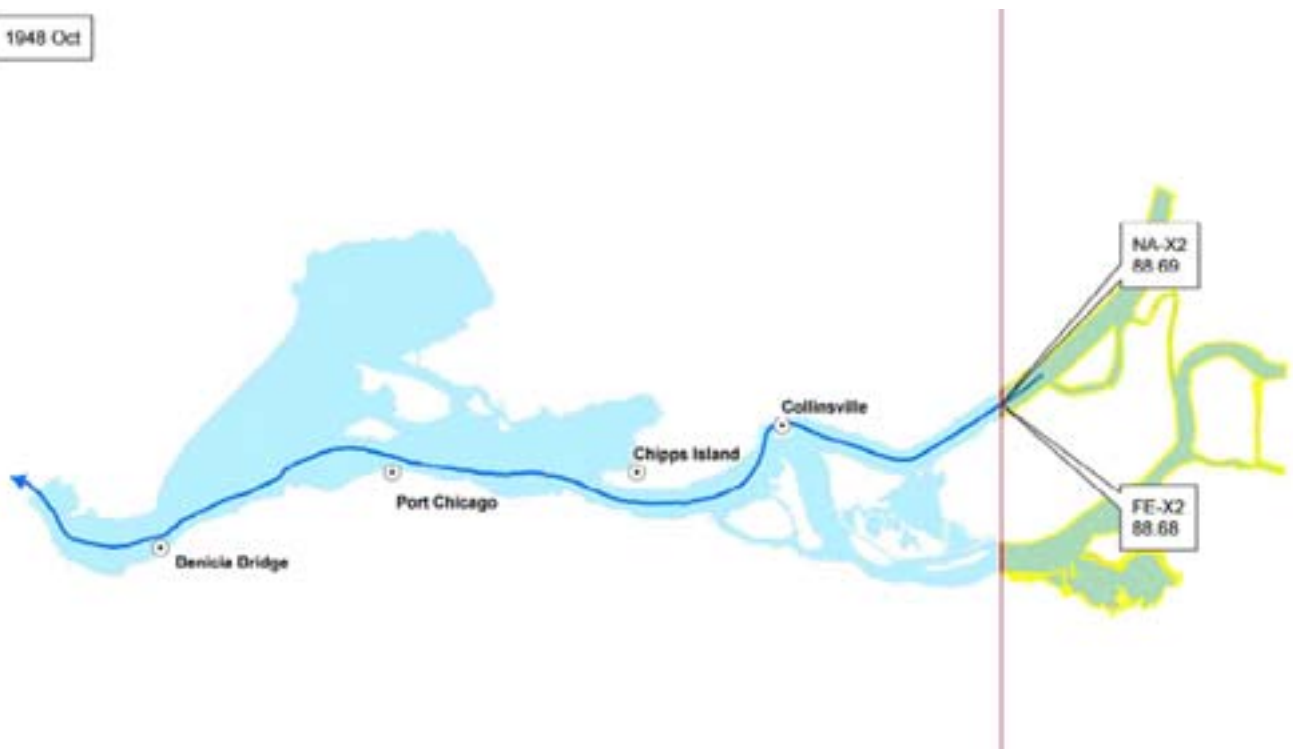 1948 Oct
NA-X2
88.69
Collinsville
Chipps Island
Port Chicago
FE-X2
88.68
Benicia Bridge